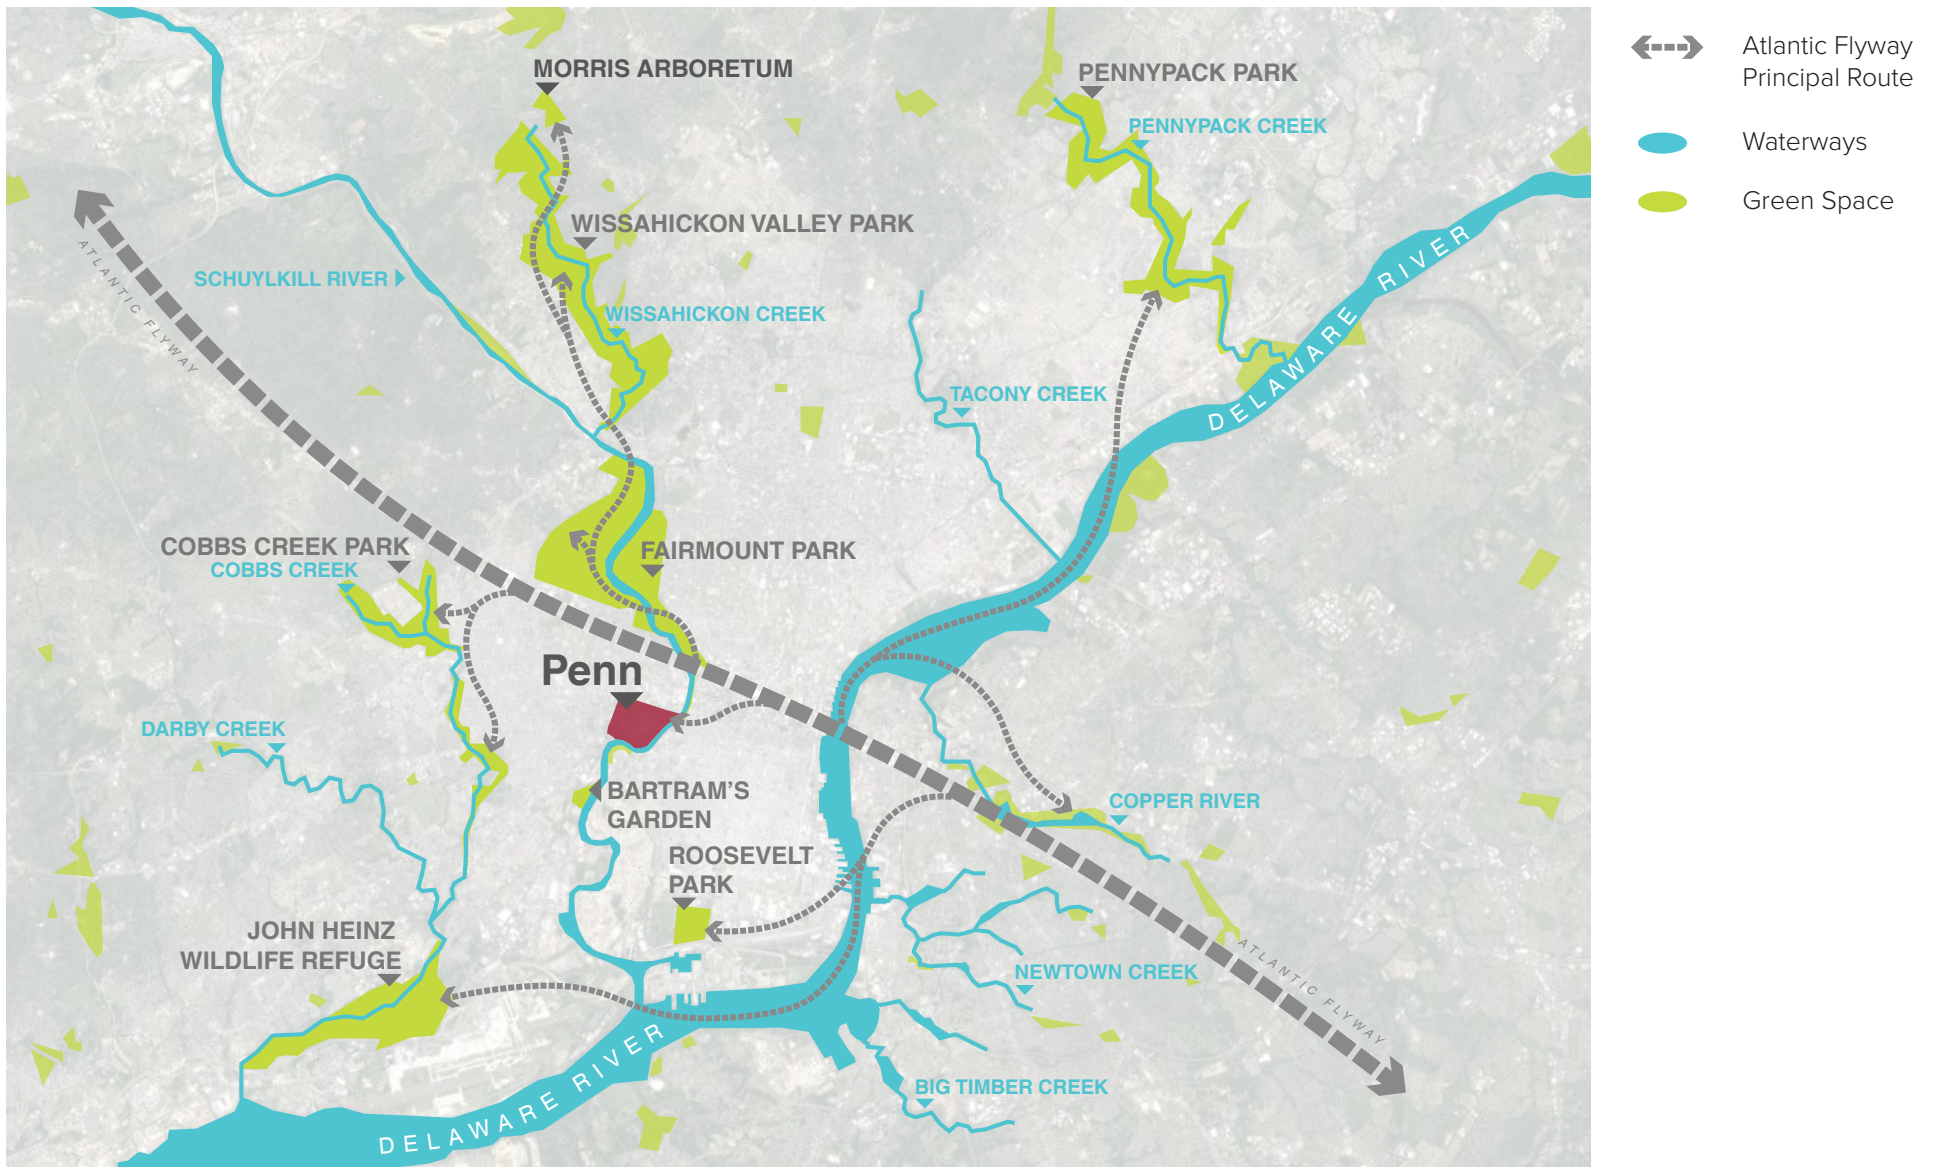 MORRIS ARBORETUM
PENNYPACK PARK
PENNYPACK CREEK
Atlantic Flyway
Principal Route
Waterways
Green Space
WISSAHICKON VALLEY PARK
DELAWARE RIVER
ATLANTIC FLYWAY
SCHUYLKILL RIVER
WISSAHICKON CREEK
TACONY CREEK
COBBS CREEK PARK
COBBS CREEK
FAIRMOUNT PARK
Penn
DARBY CREEK
BARTRAM'S
GARDEN
COPPER RIVER
ROOSEVELT
PARK
JOHN HEINZ
WILDLIFE REFUGE
NEWTOWN CREEK
ATLANTIC FLYWAY
BIG TIMBER CREEK
DELAWARE RIVER